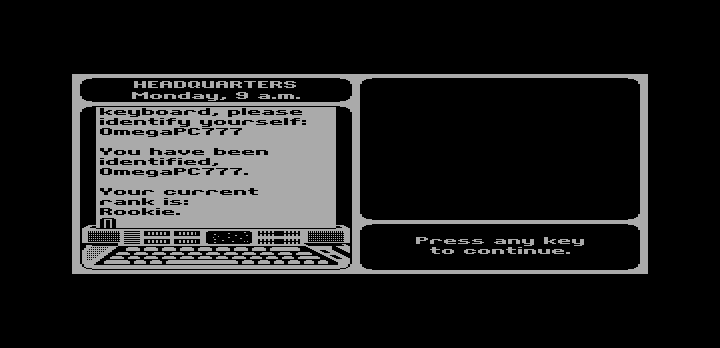 HEADQUARTERS
Monday, 9 a.m.
keyboard, please
identify yourself:
OmegaPC777
You have been
identified,
OmegaPC777.
Your current
rank is:
Rookie.
Press any key
to continue.